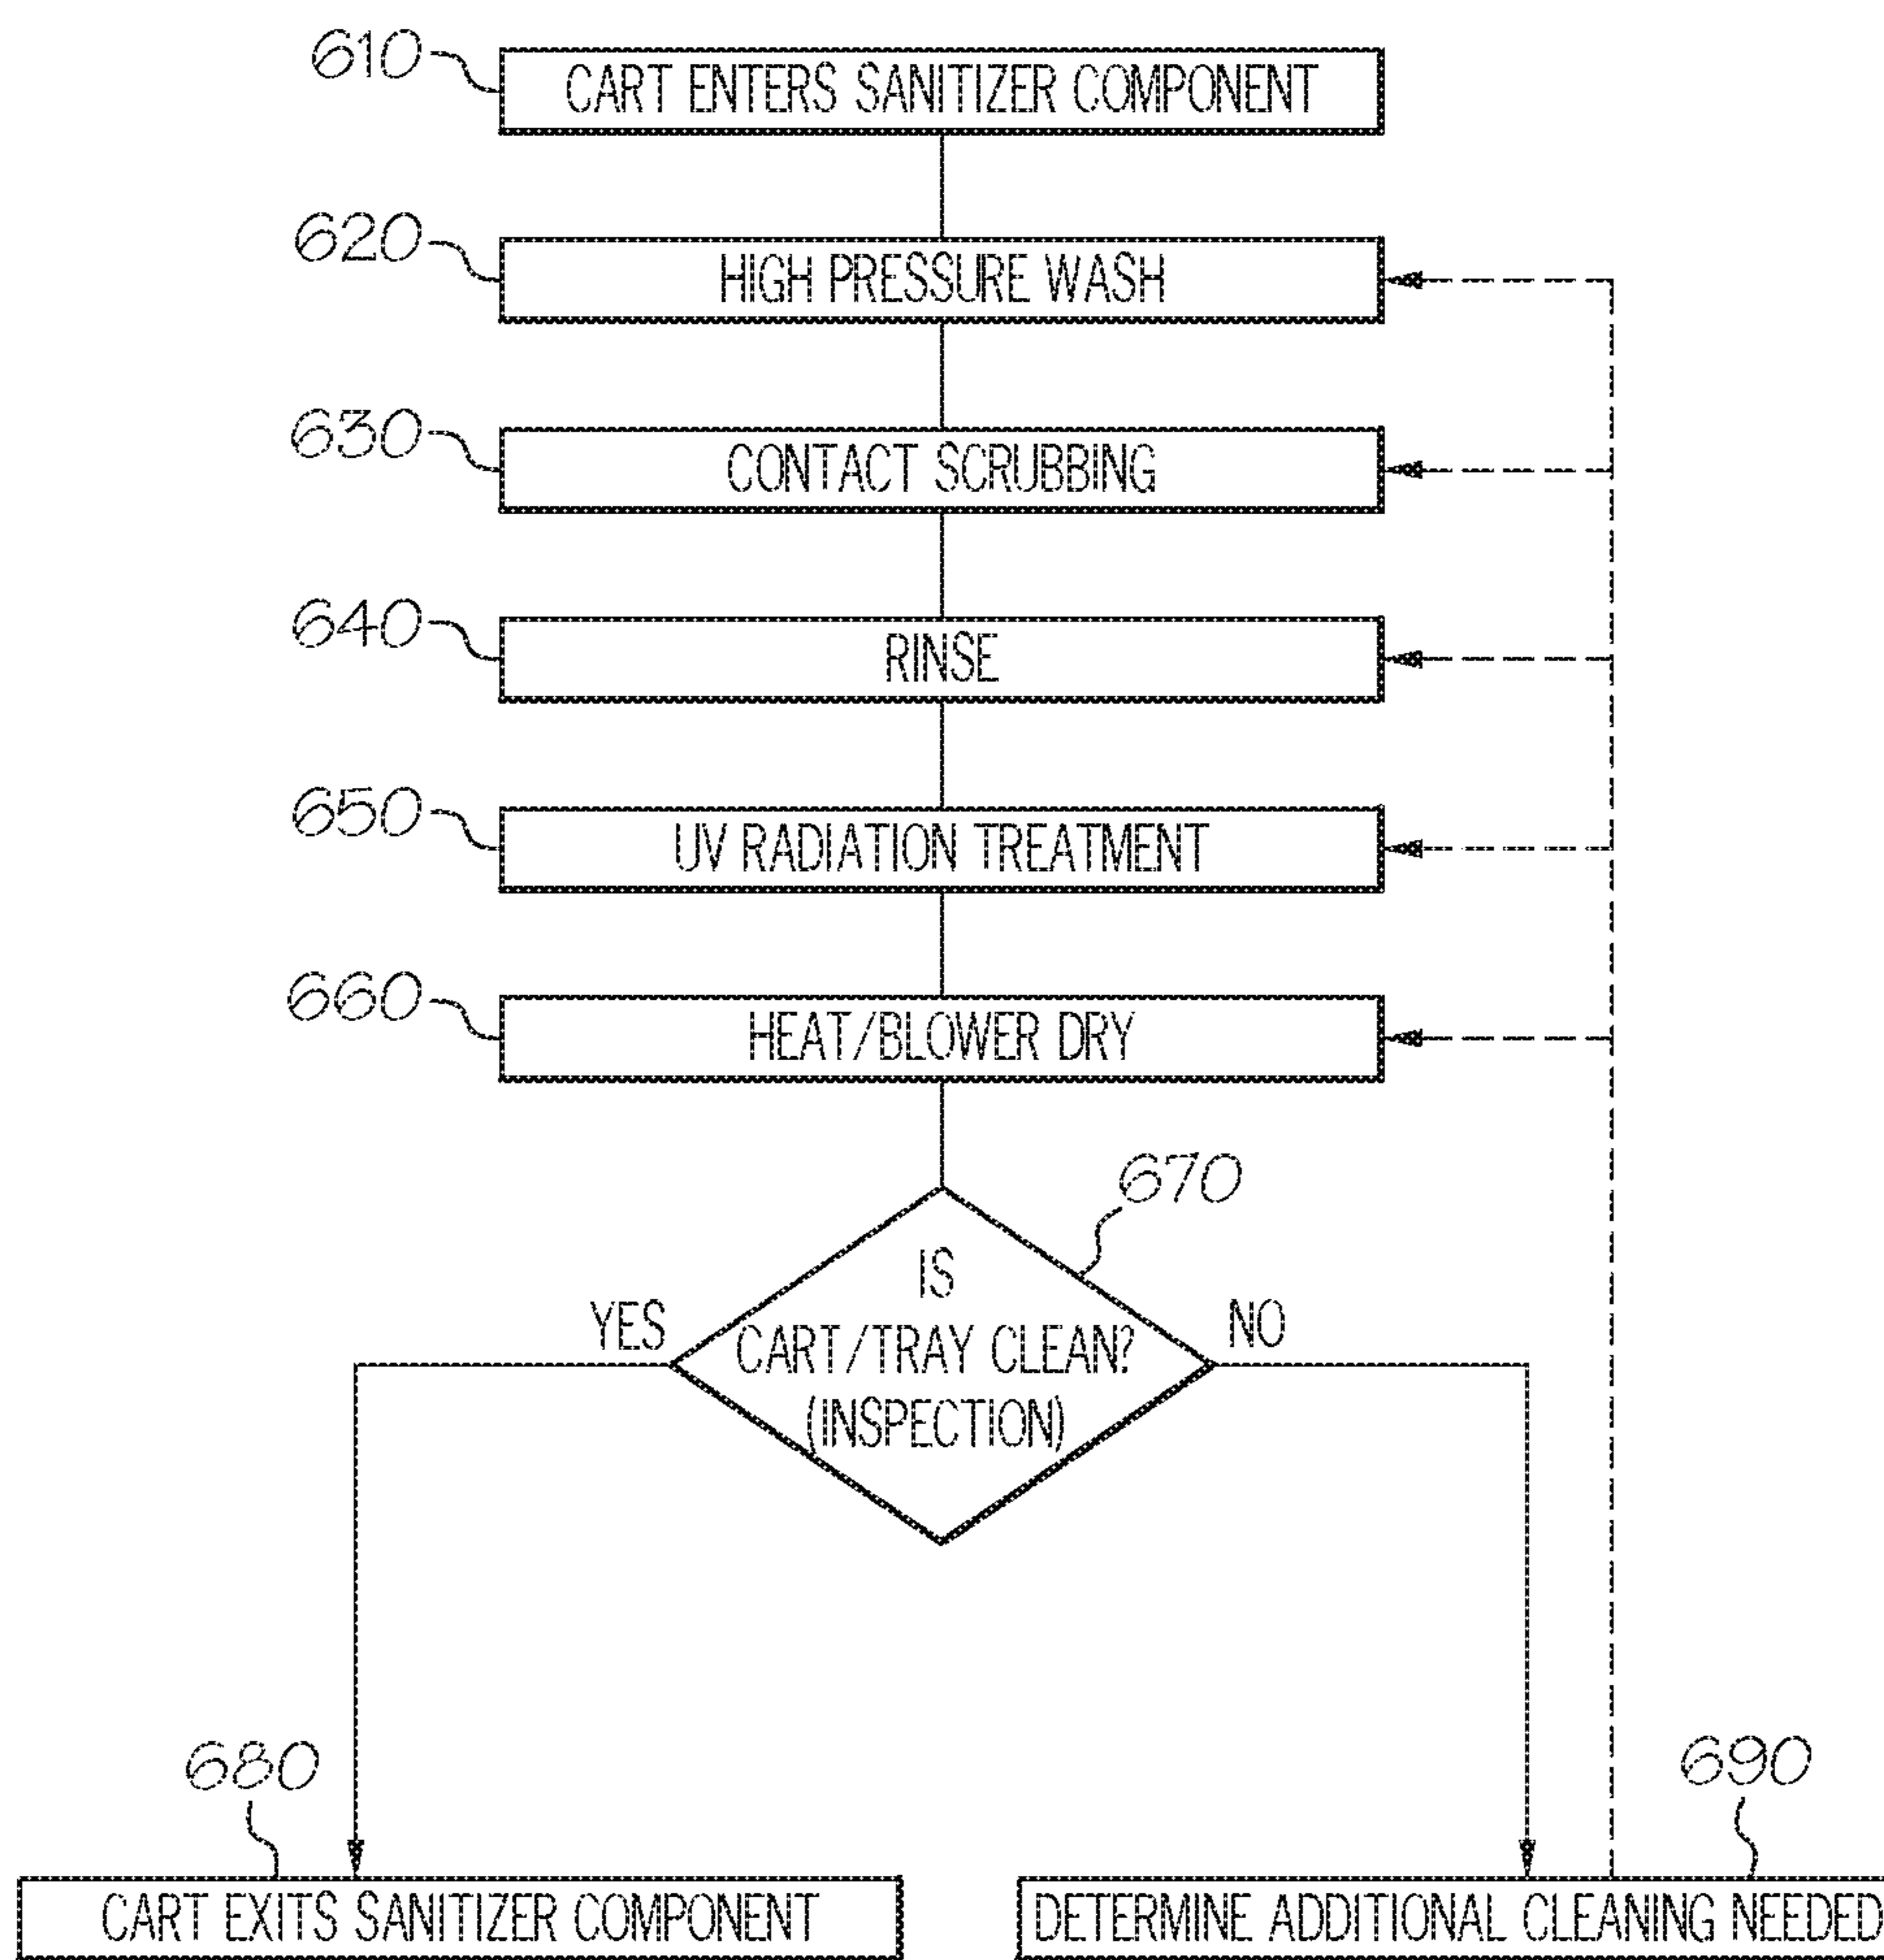 610
CART ENTERS SANITIZER COMPONENT
620
HIGH PRESSURE WASH
630
CONTACT SCRUBBING
640
RINSE
650
UV RADIATION TREATMENT
660
HEAT/BLOWER DRY
670
IS
CART/TRAY CLEAN?
(INSPECTION)
YES
NO
680
CART EXITS SANITIZER COMPONENT
690
DETERMINE ADDITIONAL CLEANING NEEDED